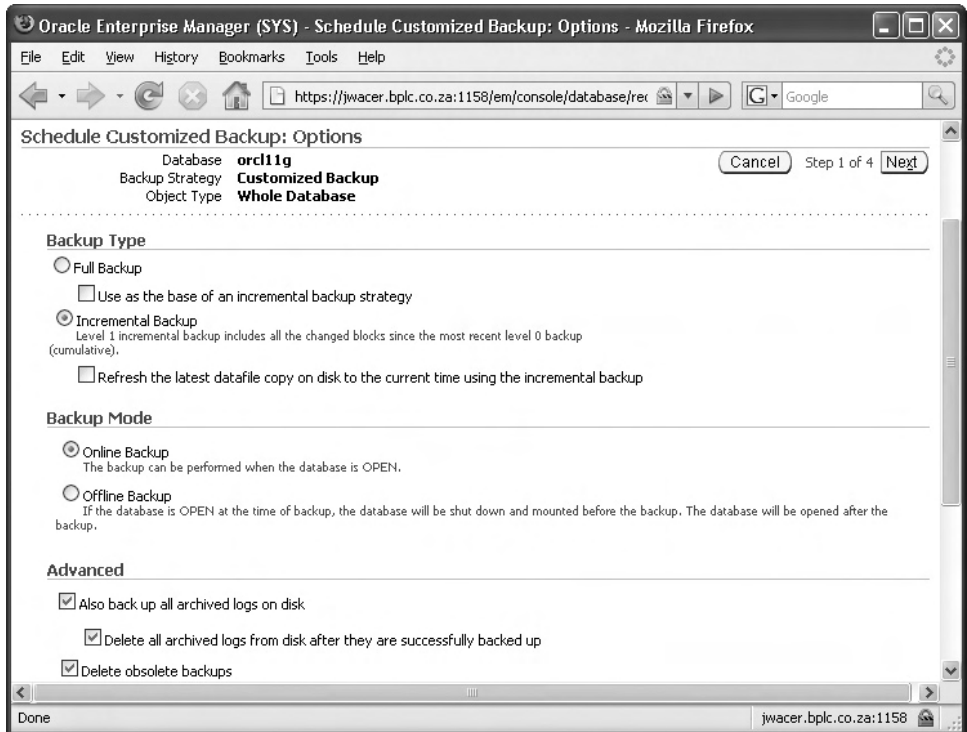 Oracle Enterprise Manager (SYS) - Schedule Customized Backup: Options - Mozilla Firefox
File Edit View History Bookmarks Tools Help
https://jwacer.bplc.co.za:1158/em/console/database/rec
G Google
Schedule Customized Backup: Options
Database orcl11g
Backup Strategy Customized Backup
Object Type Whole Database
Cancel Step 1 of 4 Next
Backup Type
Full Backup
Use as the base of an incremental backup strategy
Incremental Backup
Level 1 incremental backup includes all the changed blocks since the most recent level 0 backup
(cumulative).
Refresh the latest datafile copy on disk to the current time using the incremental backup
Backup Mode
Online Backup
The backup can be performed when the database is OPEN.
Offline Backup
If the database is OPEN at the time of backup, the database will be shut down and mounted before the backup. The database will be opened after the
backup.
Advanced
Also back up all archived logs on disk
Delete all archived logs from disk after they are successfully backed up
Delete obsolete backups
Done jwacer.bplc.co.za:1158